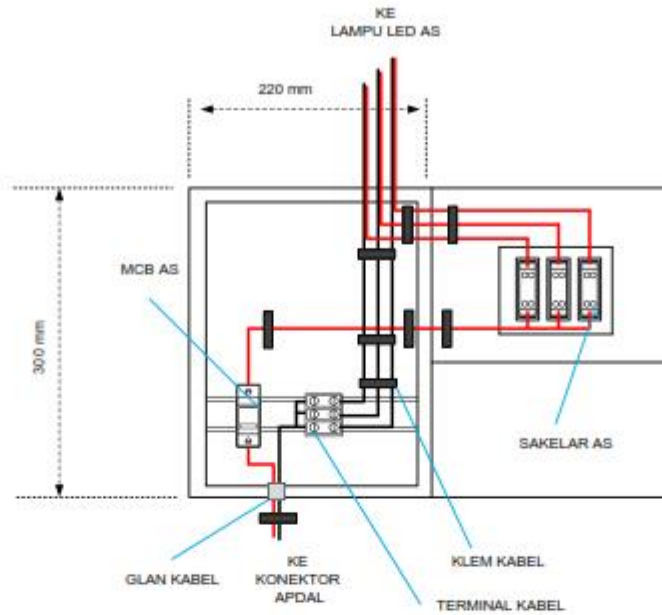 KE
LAMPU LED AS
220 mm
MCB AS
300 mm
SAKELAR AS
GLAN KABEL
KE
KONEKTOR
APDAL
KLEM KABEL
TERMINAL KABEL